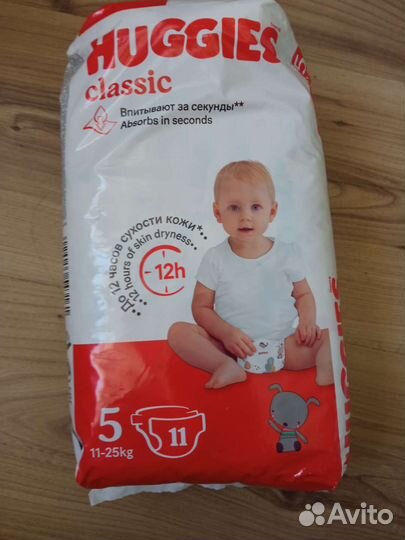 HUGGIES
classic
Впитывают за секунды**
Absorbs in seconds
**До 12 часов сухости кожи*
**12 hours of skin dryness**
12h
5
11
11-25kg
HUGGIES
Avito